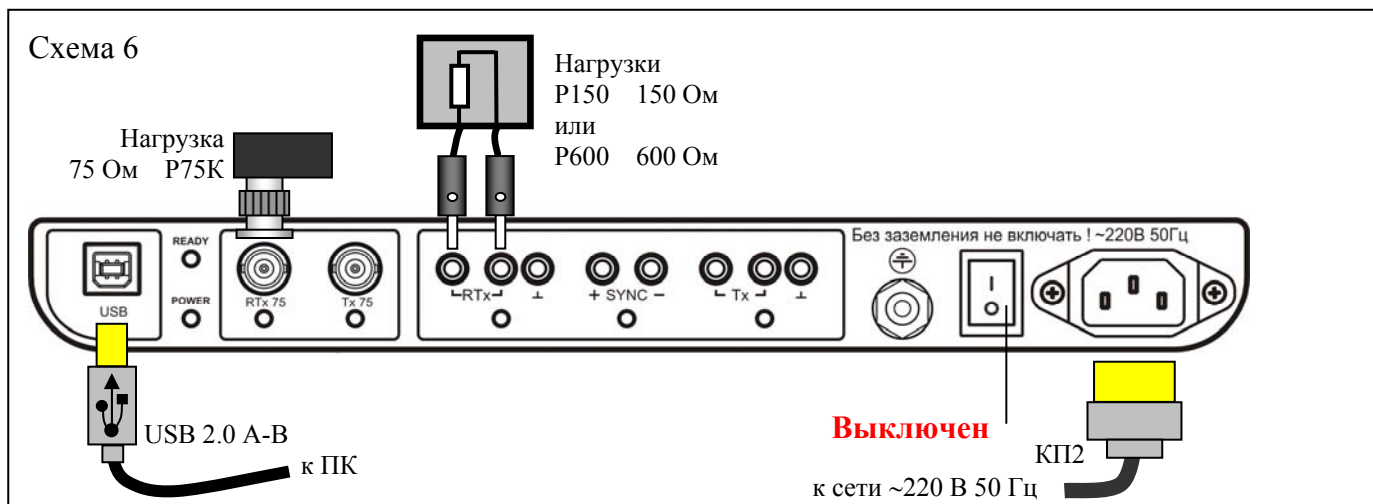 Схема 6
Нагрузки
Р150 150 Ом
или
Р600 600 Ом
Нагрузка
75 Ом Р75К
Без заземления не включать ! ~220В 50Гц
READY
POWER
USB
RTx 75
Tx 75
RTx
⊥
+ SYNC −
Tx
⊥
I
O
USB 2.0 A-B
к ПК
Выключен
КП2
к сети ~220 В 50 Гц